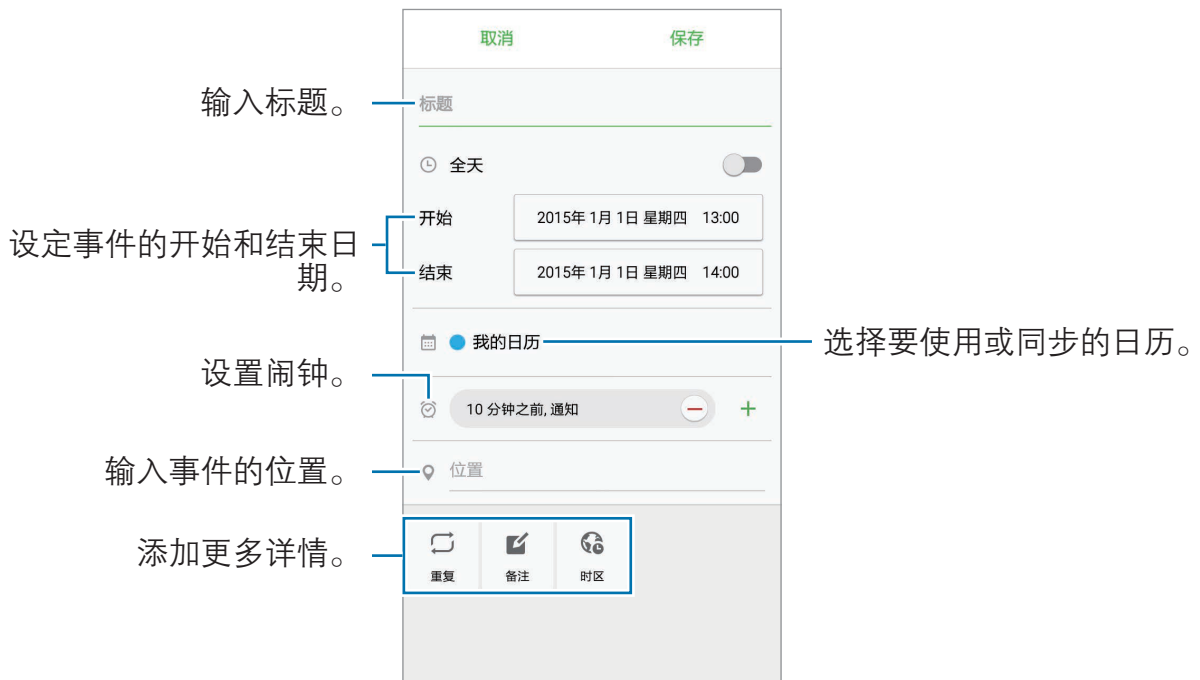 取消 保存
输入标题。 标题
全天
开始 2015年 1月 1日 星期四 13:00
设定事件的开始和结束日
期。
结束 2015年 1月 1日 星期四 14:00
我的日历 选择要使用或同步的日历。
设置闹钟。
10 分钟之前, 通知
输入事件的位置。 位置
添加更多详情。
重复 备注 时区